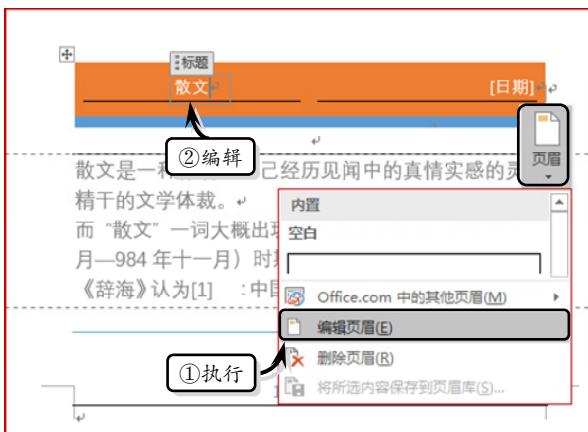 标题
散文
[日期]
②编辑
页眉
散文是一种
己经历见闻中的真情实感的
精干的文学体裁。
而“散文”一词大概出
月—984 年十一月）时
《辞海》认为[1] ：中
内置
空白
Office.com 中的其他页眉(M)
编辑页眉(E)
删除页眉(R)
将所选内容保存到页眉库(S)...
①执行